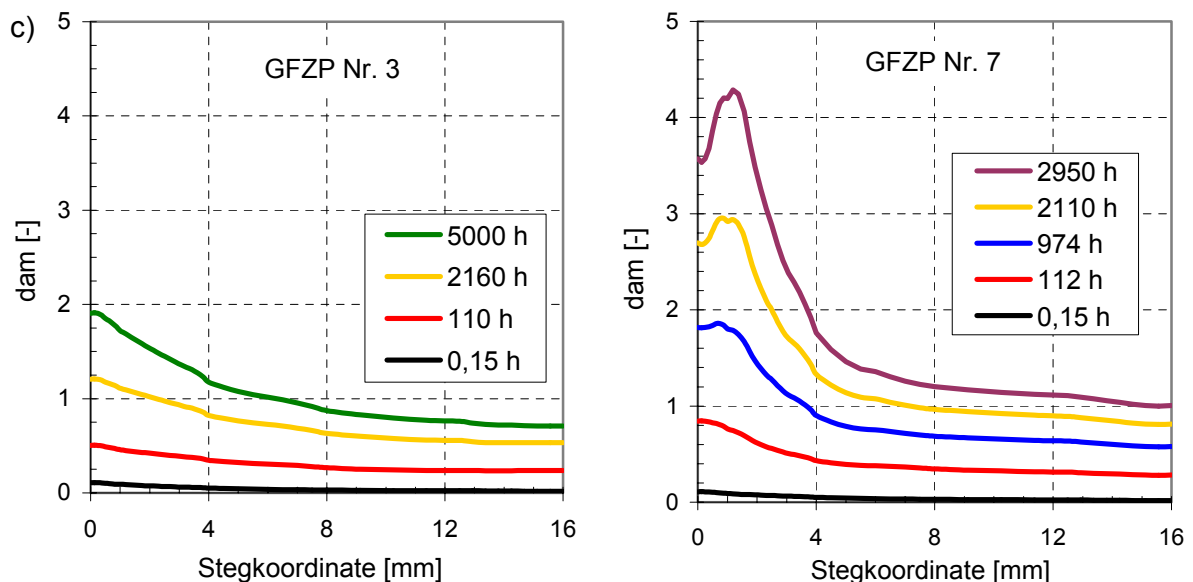 c)
GFZP Nr. 3
dam [-]
5
4
3
2
1
0
5000 h
2160 h
110 h
0,15 h
0 4 8 12 16
Stegkoordinate [mm]
GFZP Nr. 7
dam [-]
5
4
3
2
1
0
2950 h
2110 h
974 h
112 h
0,15 h
0 4 8 12 16
Stegkoordinate [mm]